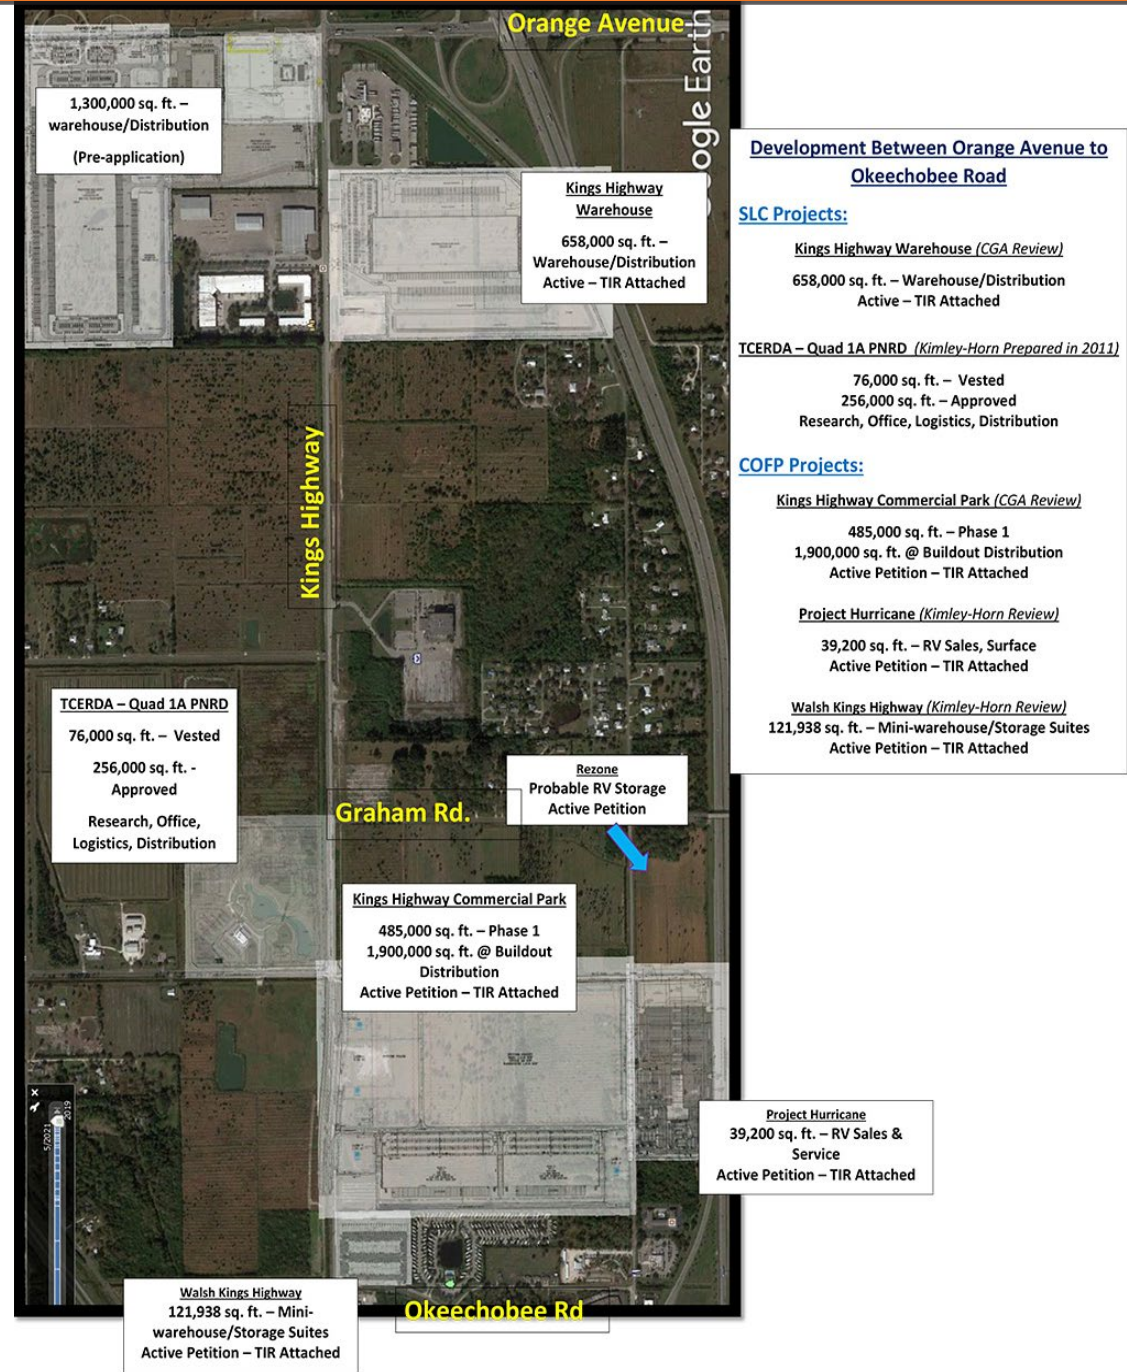 Orange Avenue
1,300,000 sq. ft. –
warehouse/Distribution
(Pre-application)
Kings Highway
Warehouse
658,000 sq. ft. –
Warehouse/Distribution
Active – TIR Attached
oogle Earth
Kings Highway
TCERDA – Quad 1A PNRD
76,000 sq. ft. – Vested
256,000 sq. ft. -
Approved
Research, Office,
Logistics, Distribution
Rezone
Probable RV Storage
Active Petition
Graham Rd.
Kings Highway Commercial Park
485,000 sq. ft. – Phase 1
1,900,000 sq. ft. @ Buildout
Distribution
Active Petition – TIR Attached
Project Hurricane
39,200 sq. ft. – RV Sales &
Service
Active Petition – TIR Attached
2019
5/2021
Walsh Kings Highway
121,938 sq. ft. – Mini-
warehouse/Storage Suites
Active Petition – TIR Attached
Okeechobee Rd
Development Between Orange Avenue to
Okeechobee Road
SLC Projects:
Kings Highway Warehouse (CGA Review)
658,000 sq. ft. – Warehouse/Distribution
Active – TIR Attached
TCERDA – Quad 1A PNRD (Kimley-Horn Prepared in 2011)
76,000 sq. ft. – Vested
256,000 sq. ft. – Approved
Research, Office, Logistics, Distribution
COFP Projects:
Kings Highway Commercial Park (CGA Review)
485,000 sq. ft. – Phase 1
1,900,000 sq. ft. @ Buildout Distribution
Active Petition – TIR Attached
Project Hurricane (Kimley-Horn Review)
39,200 sq. ft. – RV Sales, Surface
Active Petition – TIR Attached
Walsh Kings Highway (Kimley-Horn Review)
121,938 sq. ft. – Mini-warehouse/Storage Suites
Active Petition – TIR Attached